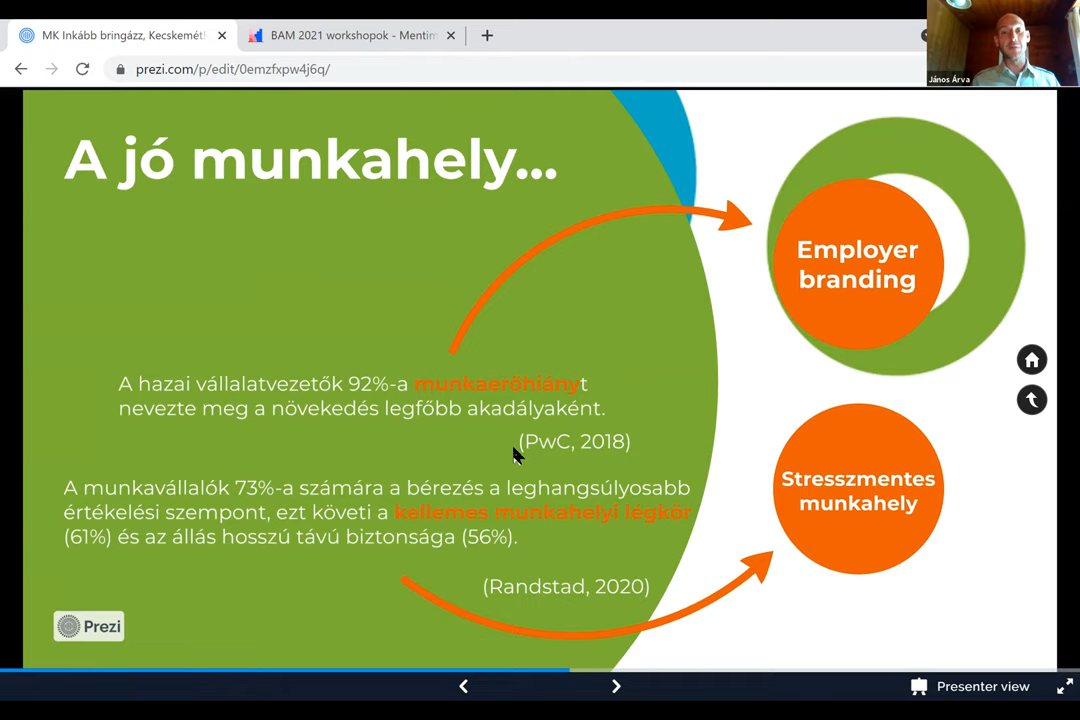 MK Inkább bringázz, Kecskemét!
BAM 2021 workshopok - Mentim
prezi.com/p/edit/0emzfxpw4j6q/
János Árva
A jó munkahely...
Employer
branding
A hazai vállalatvezetők 92%-a munkaerőhiányt
nevezte meg a növekedés legfőbb akadályaként.
(PwC, 2018)
A munkavállalók 73%-a számára a bérezés a leghangsúlyosabb
értékelési szempont, ezt követi a kellemes munkahelyi légkör
(61%) és az állás hosszú távú biztonsága (56%).
(Randstad, 2020)
Stresszmentes
munkahely
Prezi
Presenter view